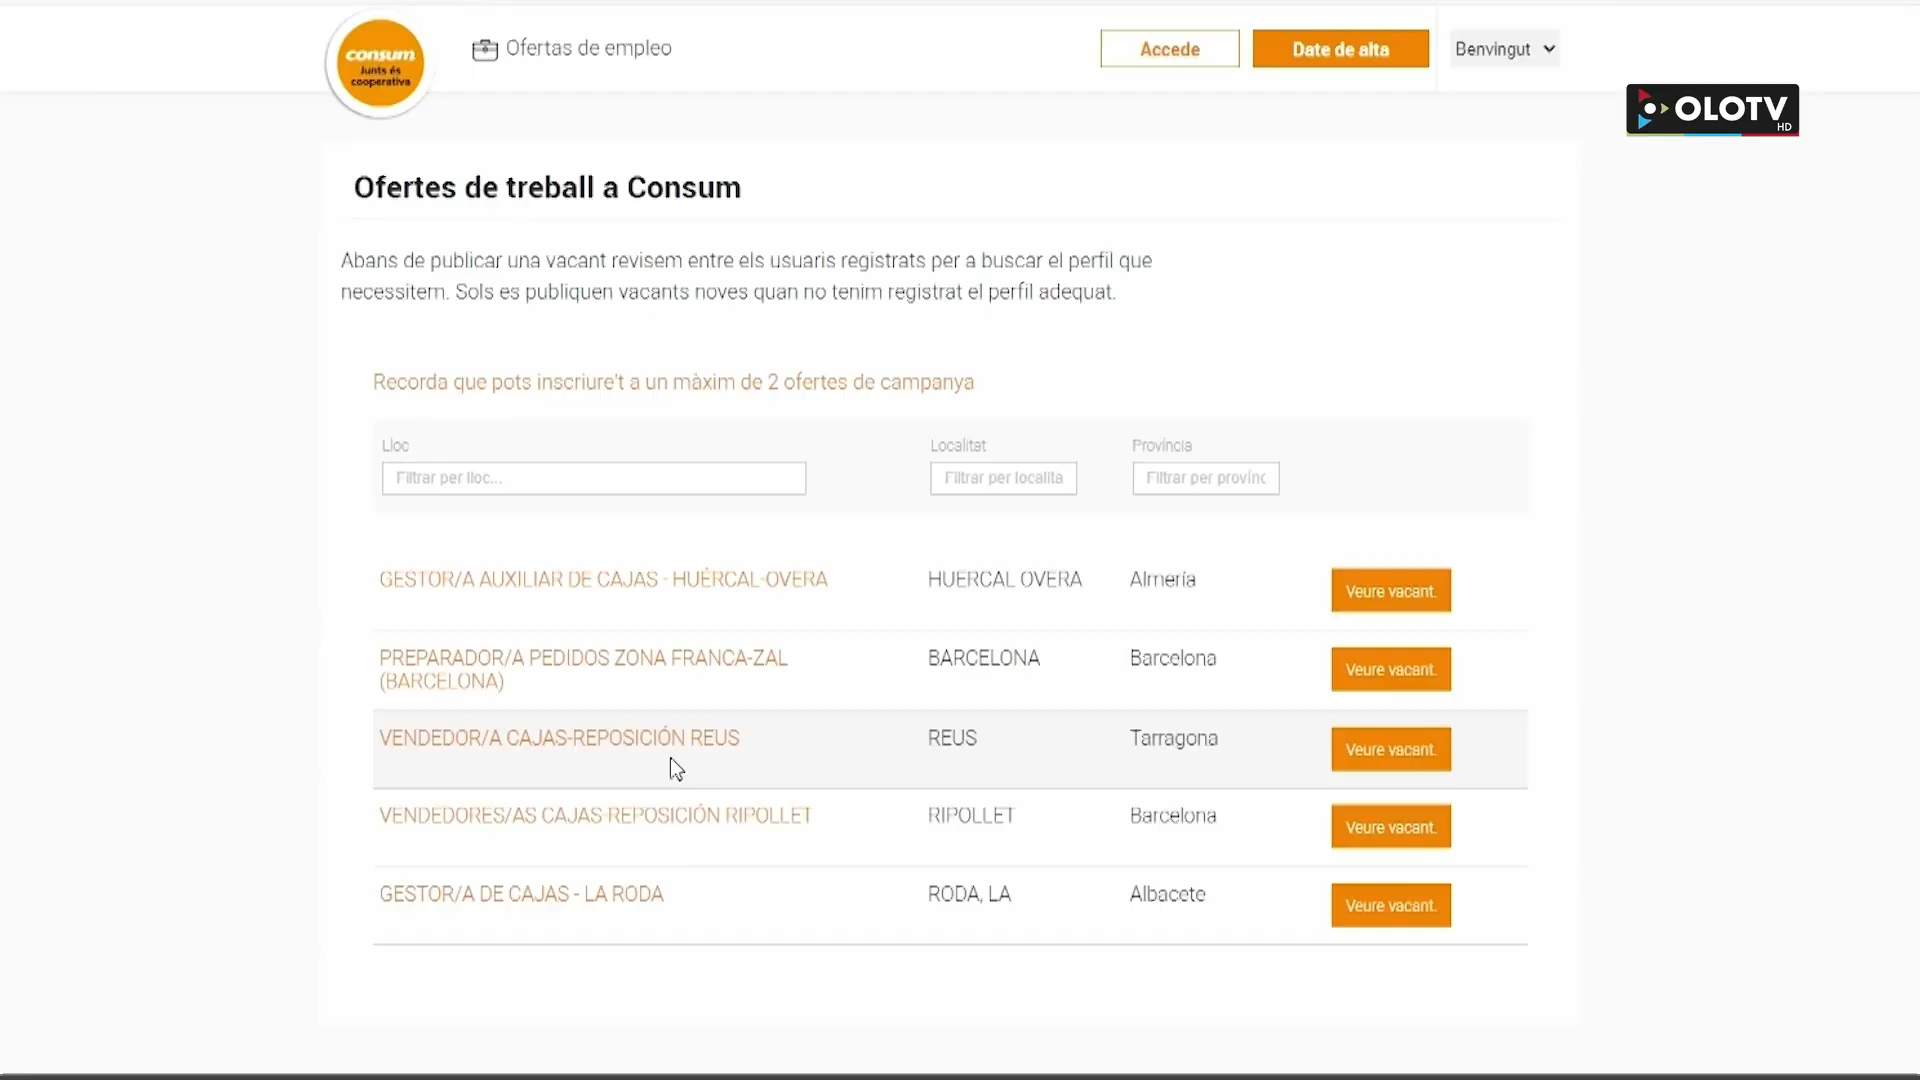 consum
Junts és
cooperativa
Ofertas de empleo
Accede
Date de alta
Benvingut
OLOTV
HD
Ofertes de treball a Consum
Abans de publicar una vacant revisem entre els usuaris registrats per a buscar el perfil que
necessitem. Sols es publiquen vacants noves quan no tenim registrat el perfil adequat.
Recorda que pots inscriure't a un màxim de 2 ofertes de campanya
Lloc
Localitat
Província
Filtrar per lloc...
Filtrar per localita
Filtrar per provínc
GESTOR/A AUXILIAR DE CAJAS - HUÉRCAL-OVERA
HUERCAL OVERA
Almería
Veure vacant.
PREPARADOR/A PEDIDOS ZONA FRANCA-ZAL
(BARCELONA)
BARCELONA
Barcelona
Veure vacant.
VENDEDOR/A CAJAS-REPOSICIÓN REUS
REUS
Tarragona
Veure vacant.
VENDEDORES/AS CAJAS-REPOSICIÓN RIPOLLET
RIPOLLET
Barcelona
Veure vacant.
GESTOR/A DE CAJAS - LA RODA
RODA, LA
Albacete
Veure vacant.